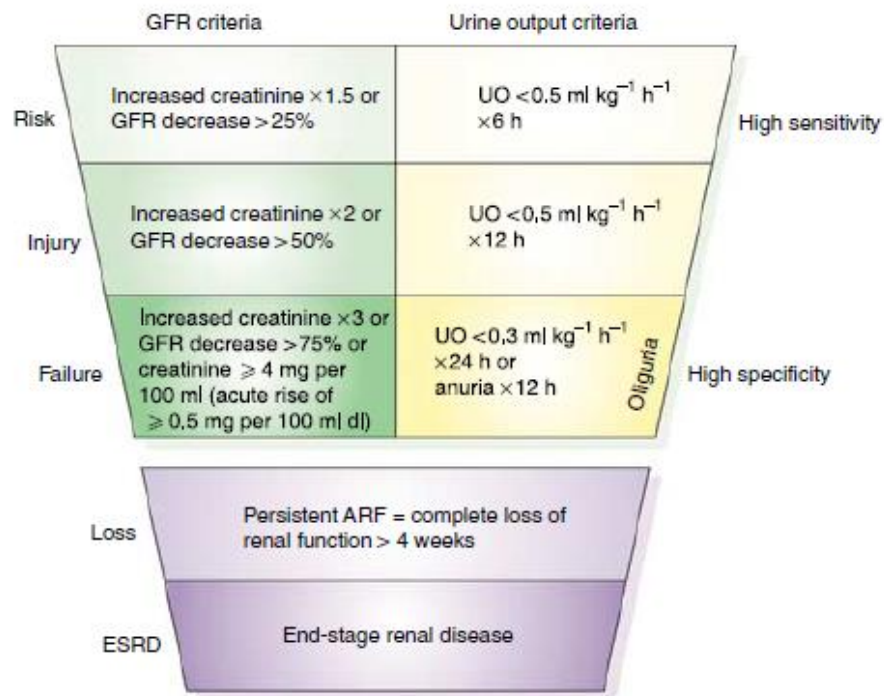 GFR criteria
Urine output criteria
Risk
Increased creatinine ×1.5 or
GFR decrease >25%
UO <0.5 ml kg⁻¹ h⁻¹
×6 h
High sensitivity
Injury
Increased creatinine ×2 or
GFR decrease >50%
UO <0.5 ml kg⁻¹ h⁻¹
×12 h
Failure
Increased creatinine ×3 or
GFR decrease >75% or
creatinine ⩾ 4 mg per
100 ml (acute rise of
⩾ 0.5 mg per 100 ml dl)
UO <0.3 ml kg⁻¹ h⁻¹
×24 h or
anuria ×12 h
Oliguria
High specificity
Loss
Persistent ARF = complete loss of
renal function > 4 weeks
ESRD
End-stage renal disease